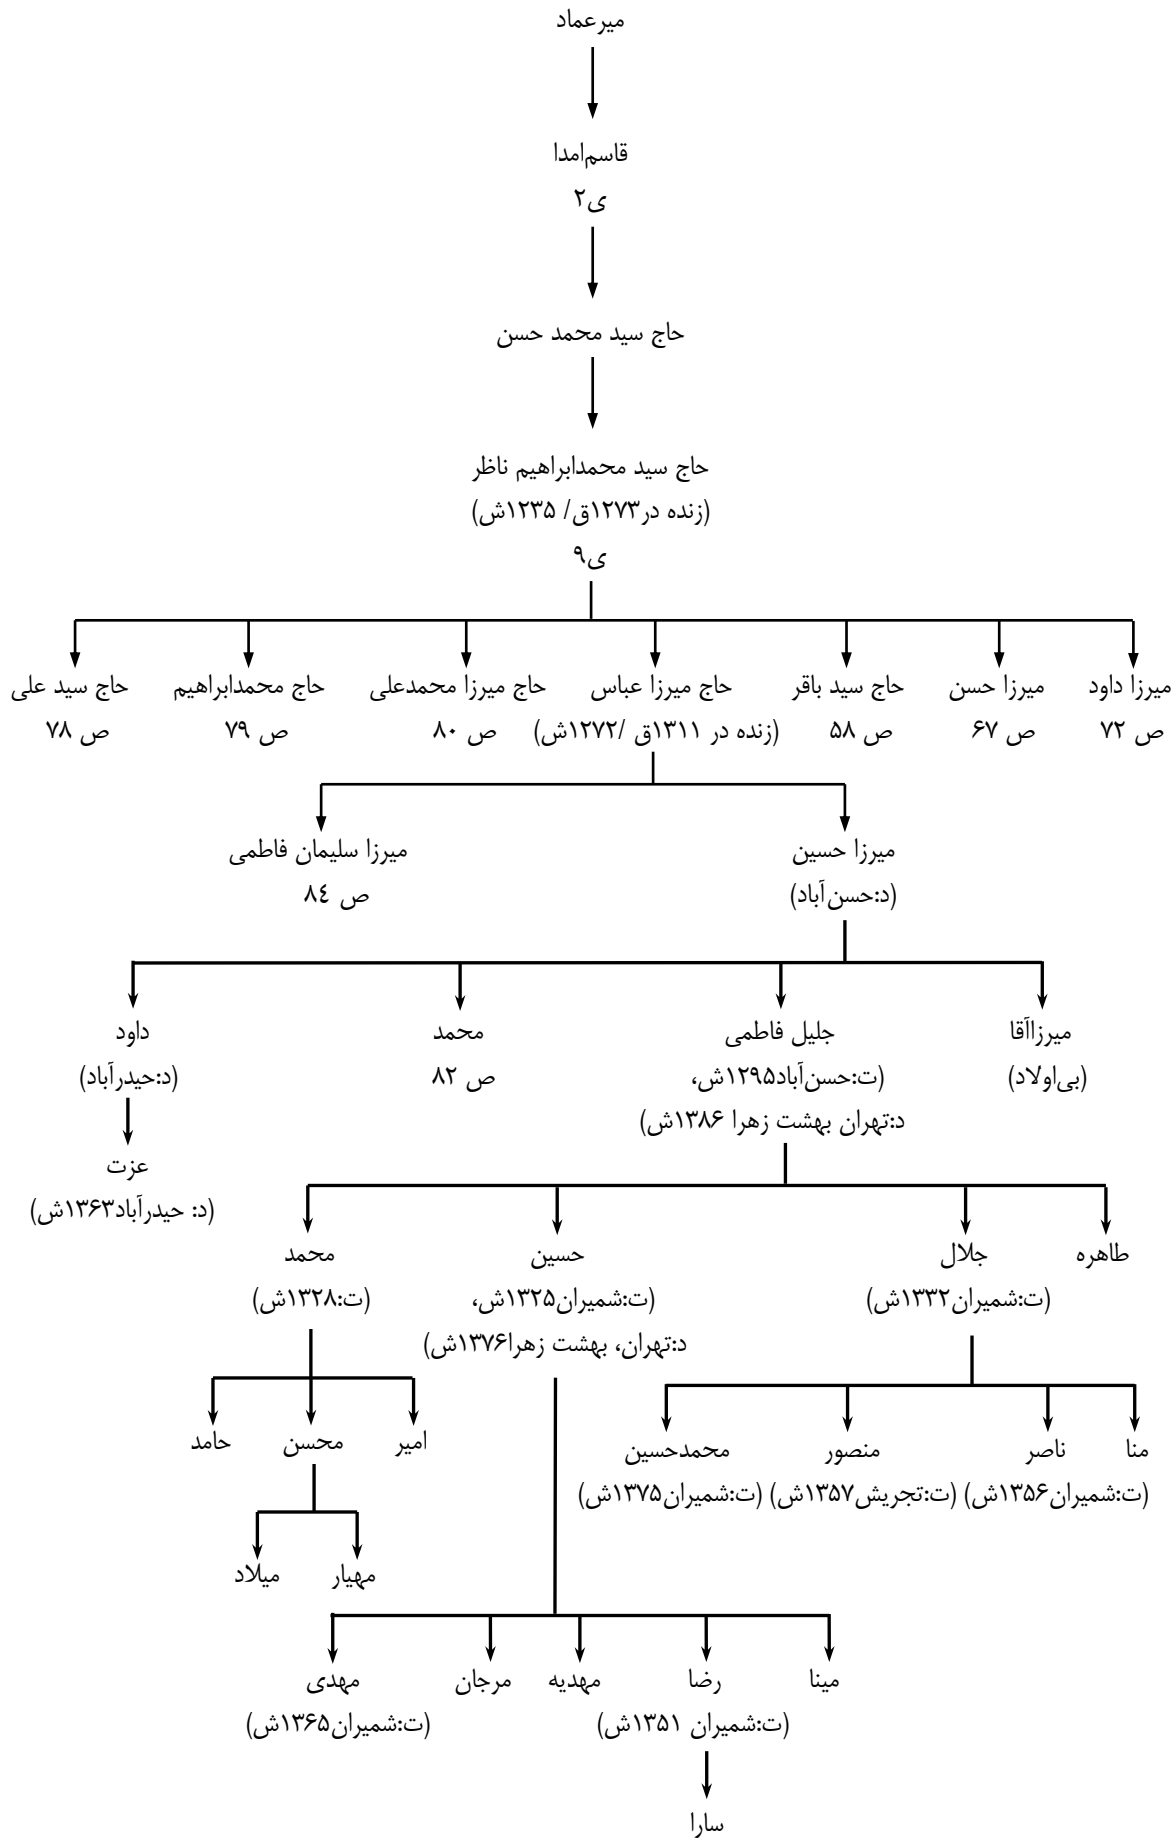 میرعماد
قاسم‌امدا
ی۲
حاج سید محمد حسن
حاج سید محمدابراهیم ناظر
(زنده در۱۲۷۳ق/ ۱۲۳۵ش)
ی۹
میرزا داود
ص ۷۲
میرزا حسن
ص ۶۷
حاج سید باقر
ص ۵۸
حاج میرزا عباس
(زنده در ۱۳۱۱ق /۱۲۷۲ش)
حاج میرزا محمدعلی
ص ۸۰
حاج محمدابراهیم
ص ۷۹
حاج سید علی
ص ۷۸
میرزا حسین
(د:حسن‌آباد)
میرزا سلیمان فاطمی
ص ٨٤
میرزاآقا
(بی‌اولاد)
جلیل فاطمی
(ت:حسن‌آباد۱۲۹۵ش،
د:تهران بهشت زهرا ۱۳۸۶ش)
محمد
ص ۸۲
داود
(د:حیدرآباد)
عزت
(د: حیدرآباد۱۳۶۳ش)
طاهره
جلال
(ت:شمیران۱۳۳۲ش)
حسین
(ت:شمیران۱۳۲۵ش،
د:تهران، بهشت زهرا۱۳۷۶ش)
محمد
(ت:۱۳۲۸ش)
منا
ناصر
(ت:شمیران۱۳۵۶ش)
منصور
(ت:تجریش۱۳۵۷ش)
محمدحسین
(ت:شمیران۱۳۷۵ش)
امیر
محسن
حامد
مهیار
میلاد
مینا
رضا
(ت:شمیران ۱۳۵۱ش)
مهدیه
مرجان
مهدی
(ت:شمیران۱۳۶۵ش)
سارا